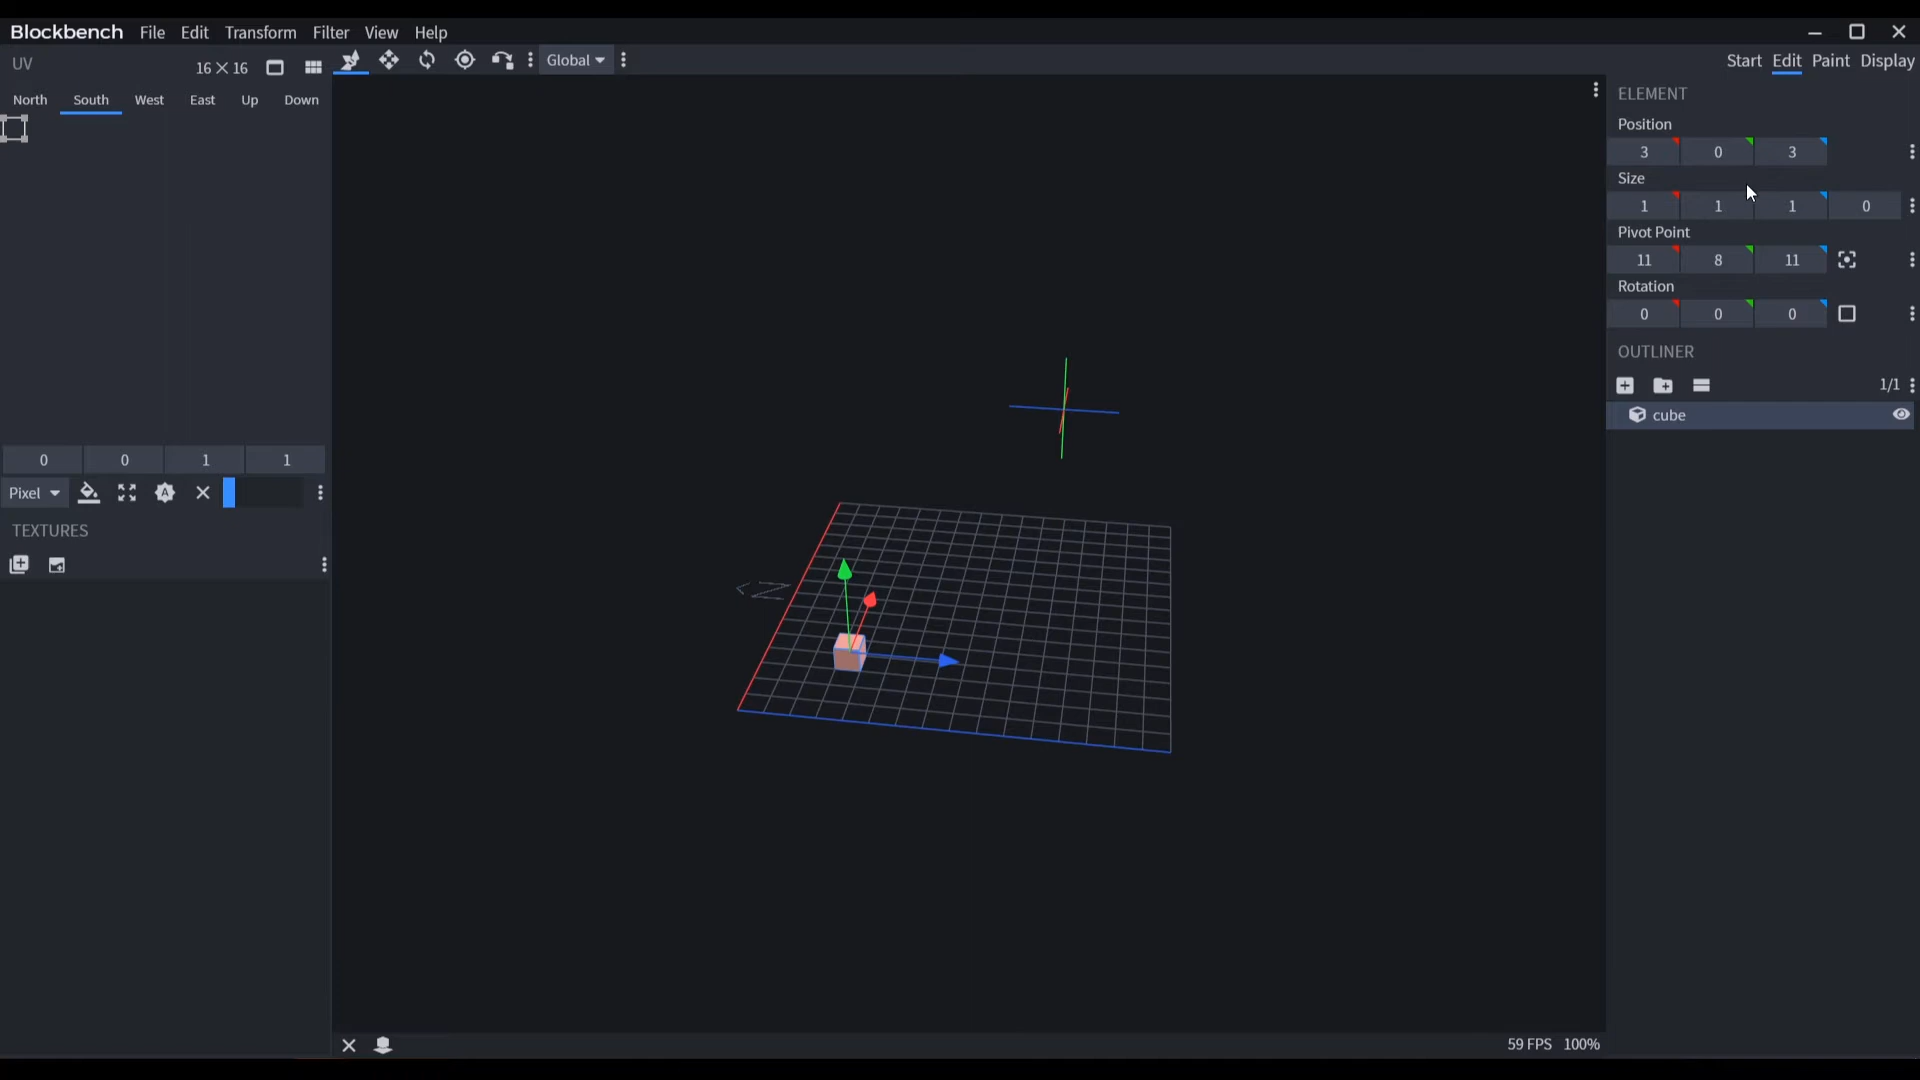 Blockbench File Edit Transform Filter View Help
UV 16 × 16 Global Start Edit Paint Display
North South West East Up Down
ELEMENT
Position
3 0 3
Size
1 1 1 0
Pivot Point
11 8 11
Rotation
0 0 0
OUTLINER
1/1
cube
0 0 1 1
Pixel
TEXTURES
N
59 FPS 100%